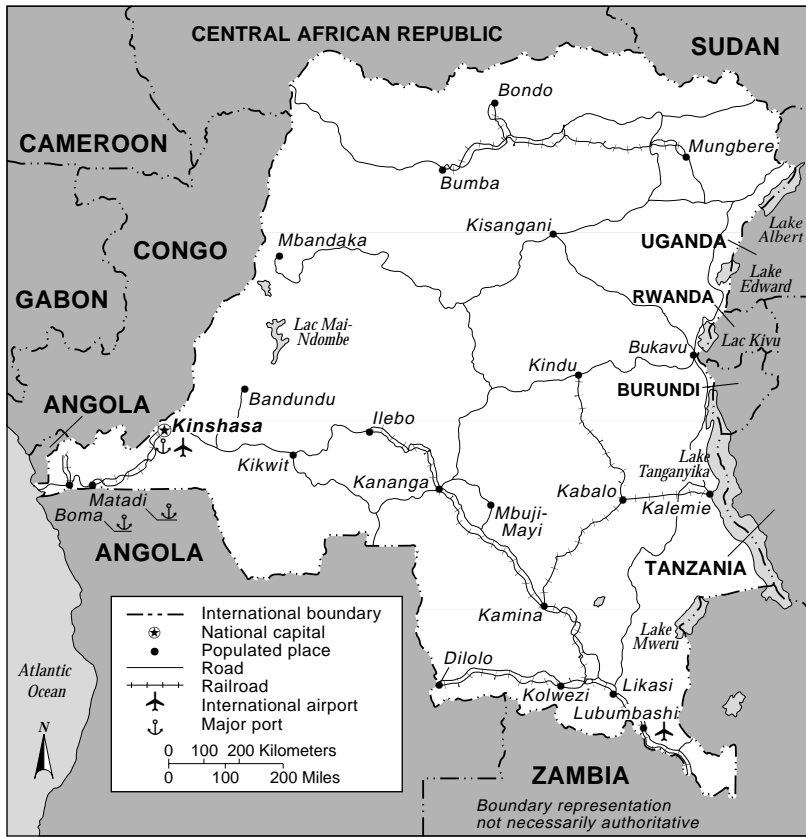 CENTRAL AFRICAN REPUBLIC
SUDAN
Bondo
CAMEROON
Mungbere
Bumba
Lake
Albert
Kisangani
UGANDA
CONGO
Mbandaka
Lake
Edward
GABON
RWANDA
Lac Mai-
Ndombe
Lac Kivu
Bukavu
Kindu
BURUNDI
Bandundu
ANGOLA
Ilebo
Kinshasa
Lake
Tanganyika
Kikwit
Kananga
Kabalo
Matadi
Mbuji-
Mayi
Kalemie
Boma
ANGOLA
TANZANIA
Kamina
Lake
Mweru
Dilolo
Kolwezi
Likasi
Lubumbashi
Atlantic
Ocean
N
International boundary
National capital
Populated place
Road
Railroad
International airport
Major port
0 100 200 Kilometers
0 100 200 Miles
ZAMBIA
Boundary representation
not necessarily authoritative